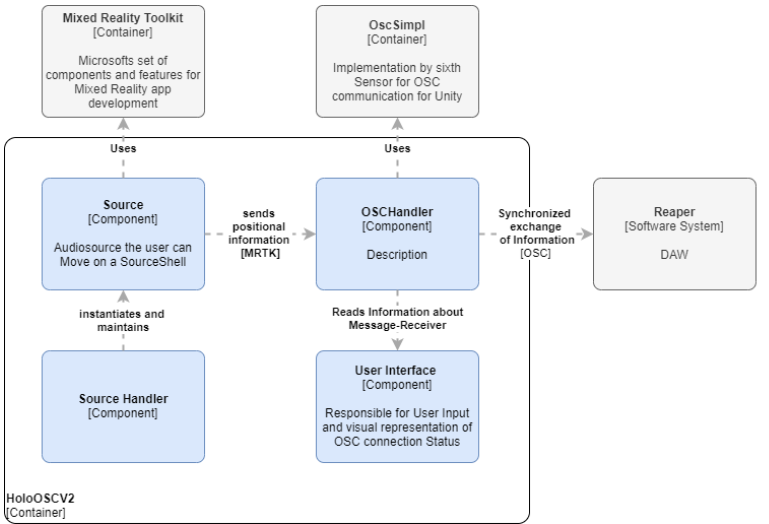 Mixed Reality Toolkit
[Container]
Microsofts set of
components and features for
Mixed Reality app
development
OscSimpl
[Container]
Implementation by sixth
Sensor for OSC
communication for Unity
Uses
Uses
Source
[Component]
Audiosource the user can
Move on a SourceShell
sends
positional
information
[MRTK]
OSCHandler
[Component]
Description
Synchronized
exchange
of Information
[OSC]
Reaper
[Software System]
DAW
instantiates and
maintains
Reads Information about
Message-Receiver
Source Handler
[Component]
User Interface
[Component]
Responsible for User Input
and visual representation of
OSC connection Status
HoloOSCV2
[Container]